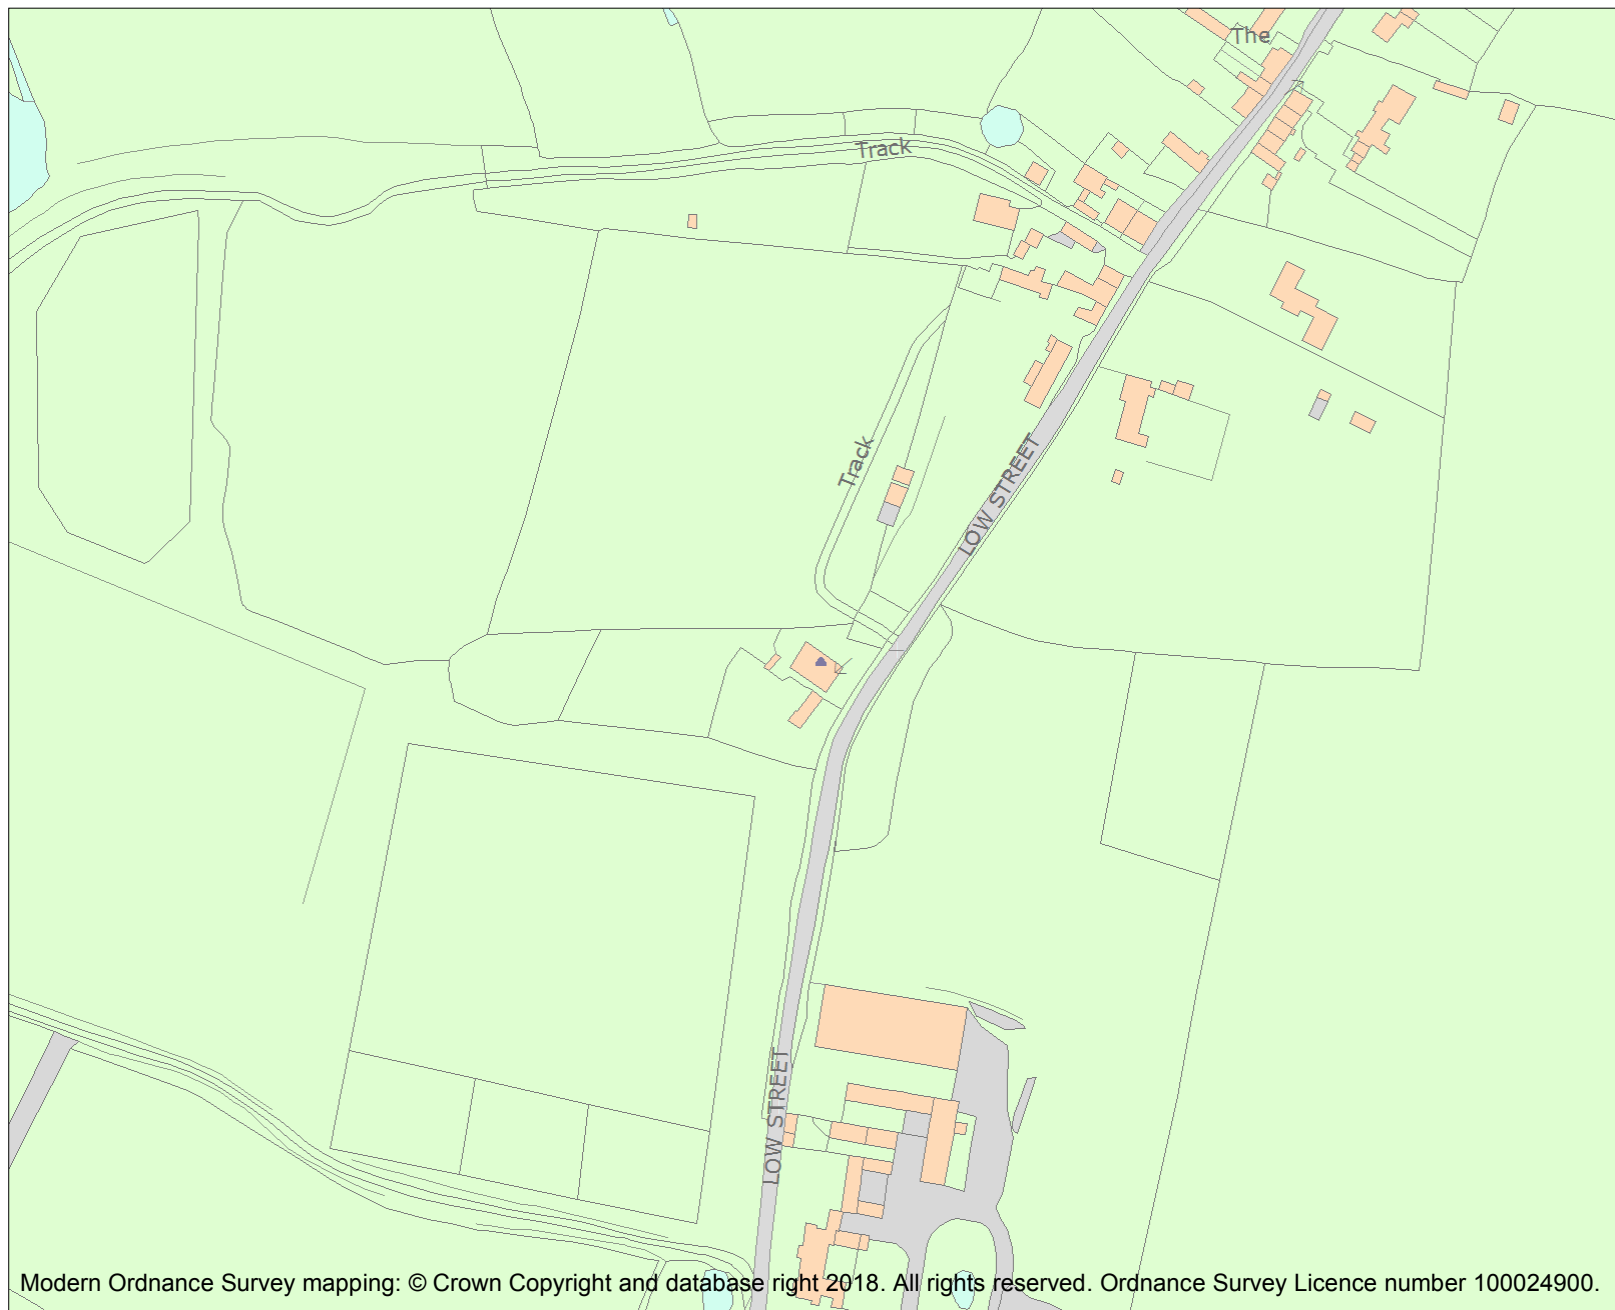 The
Track
Track
LOW STREET
LOW STREET
Modern Ordnance Survey mapping: © Crown Copyright and database right 2018. All rights reserved. Ordnance Survey Licence number 100024900.